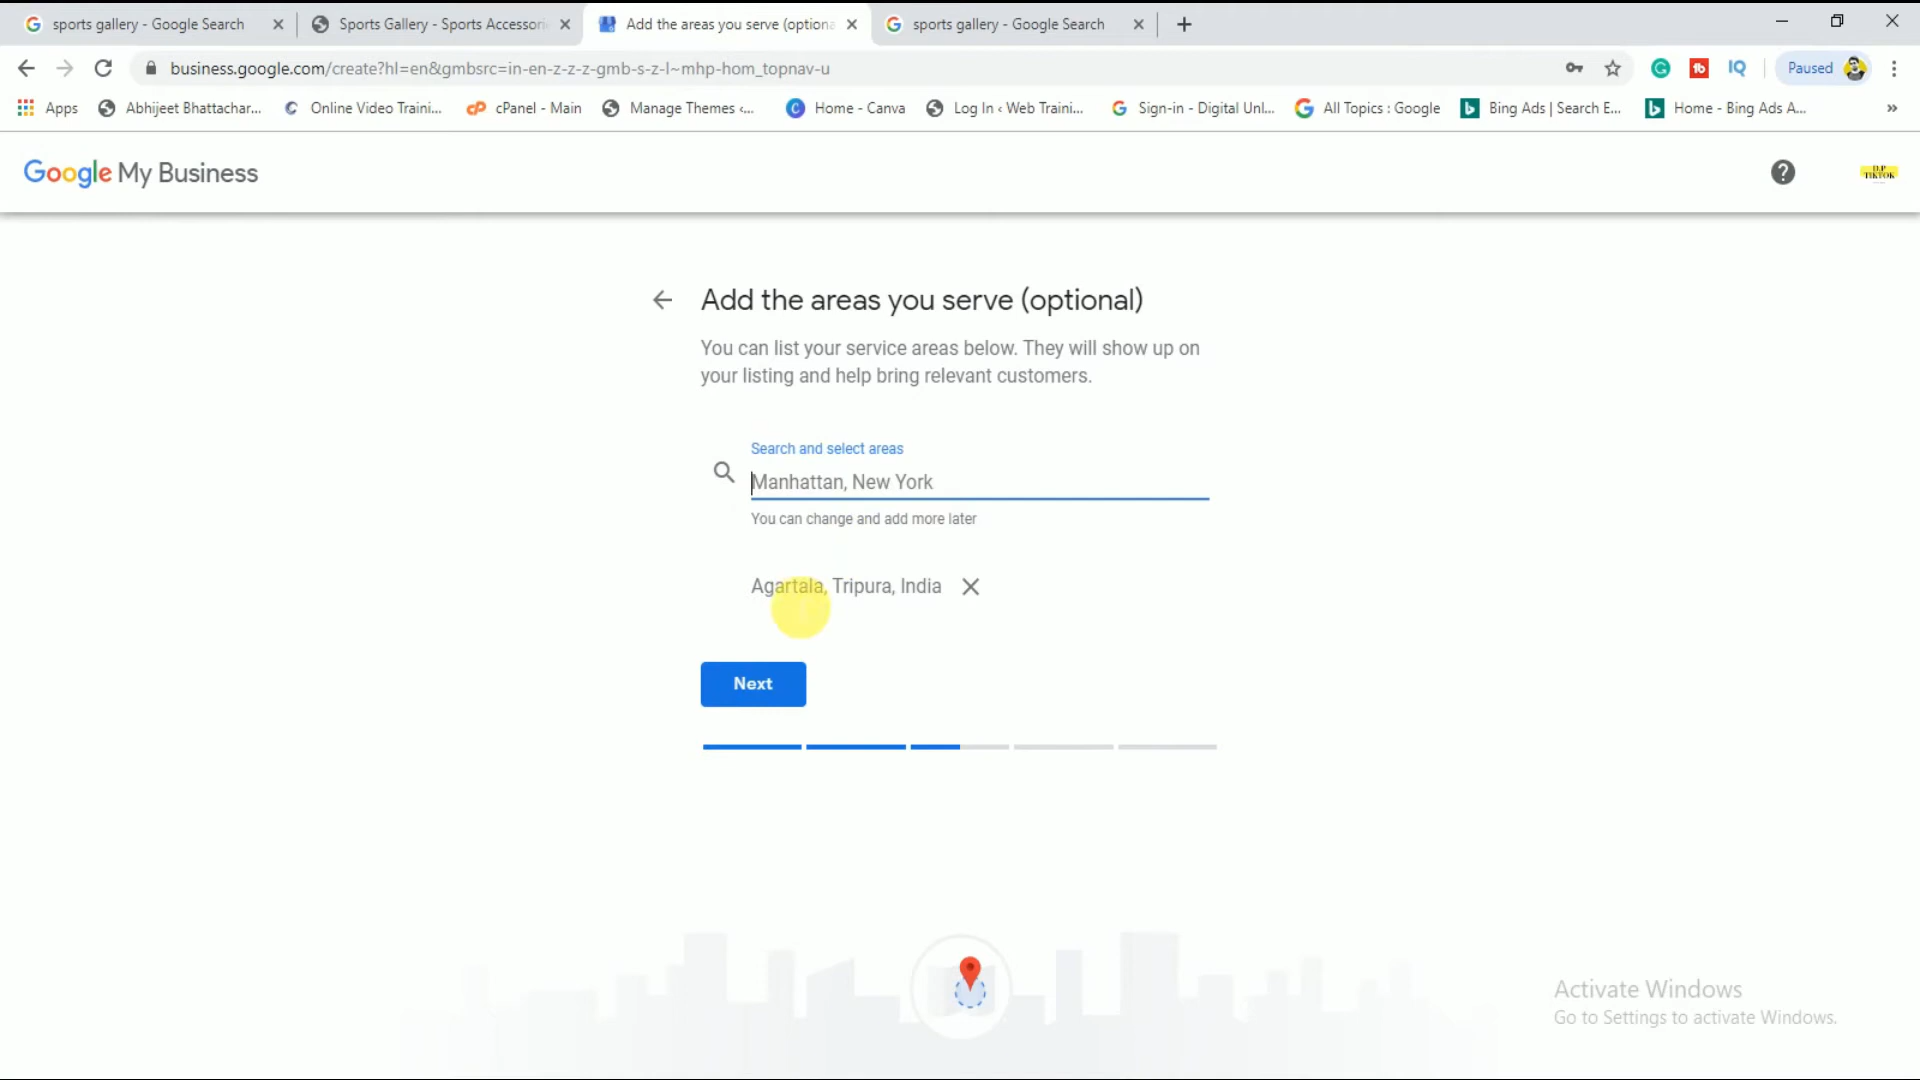 sports gallery - Google Search
Sports Gallery - Sports Accessori
Add the areas you serve (optiona
sports gallery - Google Search
business.google.com/create?hl=en&gmbsrc=in-en-z-z-z-gmb-s-z-l~mhp-hom_topnav-u
Paused
Apps
Abhijeet Bhattachar...
Online Video Traini...
cPanel - Main
Manage Themes ‹...
Home - Canva
Log In ‹ Web Traini...
Sign-in - Digital Unl...
All Topics : Google
Bing Ads | Search E...
Home - Bing Ads A...
Google My Business
D.P
TIKTOK
Add the areas you serve (optional)
You can list your service areas below. They will show up on
your listing and help bring relevant customers.
Search and select areas
Manhattan, New York
You can change and add more later
Agartala, Tripura, India
Next
Activate Windows
Go to Settings to activate Windows.